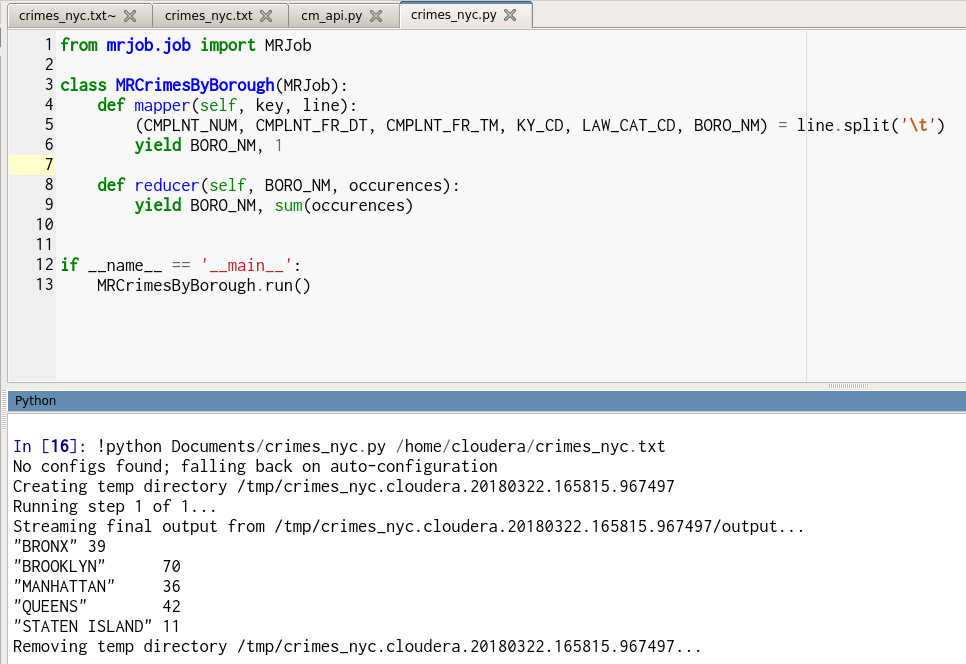 crimes_nyc.txt~ crimes_nyc.txt cm_api.py crimes_nyc.py
1 from mrjob.job import MRJob
2
3 class MRCrimesByBorough(MRJob):
4     def mapper(self, key, line):
5         (CMPLNT_NUM, CMPLNT_FR_DT, CMPLNT_FR_TM, KY_CD, LAW_CAT_CD, BORO_NM) = line.split('\t')
6         yield BORO_NM, 1
7
8     def reducer(self, BORO_NM, occurences):
9         yield BORO_NM, sum(occurences)
10
11
12 if __name__ == '__main__':
13     MRCrimesByBorough.run()
Python
In [16]: !python Documents/crimes_nyc.py /home/cloudera/crimes_nyc.txt
No configs found; falling back on auto-configuration
Creating temp directory /tmp/crimes_nyc.cloudera.20180322.165815.967497
Running step 1 of 1...
Streaming final output from /tmp/crimes_nyc.cloudera.20180322.165815.967497/output...
"BRONX" 39
"BROOKLYN"      70
"MANHATTAN"     36
"QUEENS"        42
"STATEN ISLAND" 11
Removing temp directory /tmp/crimes_nyc.cloudera.20180322.165815.967497...